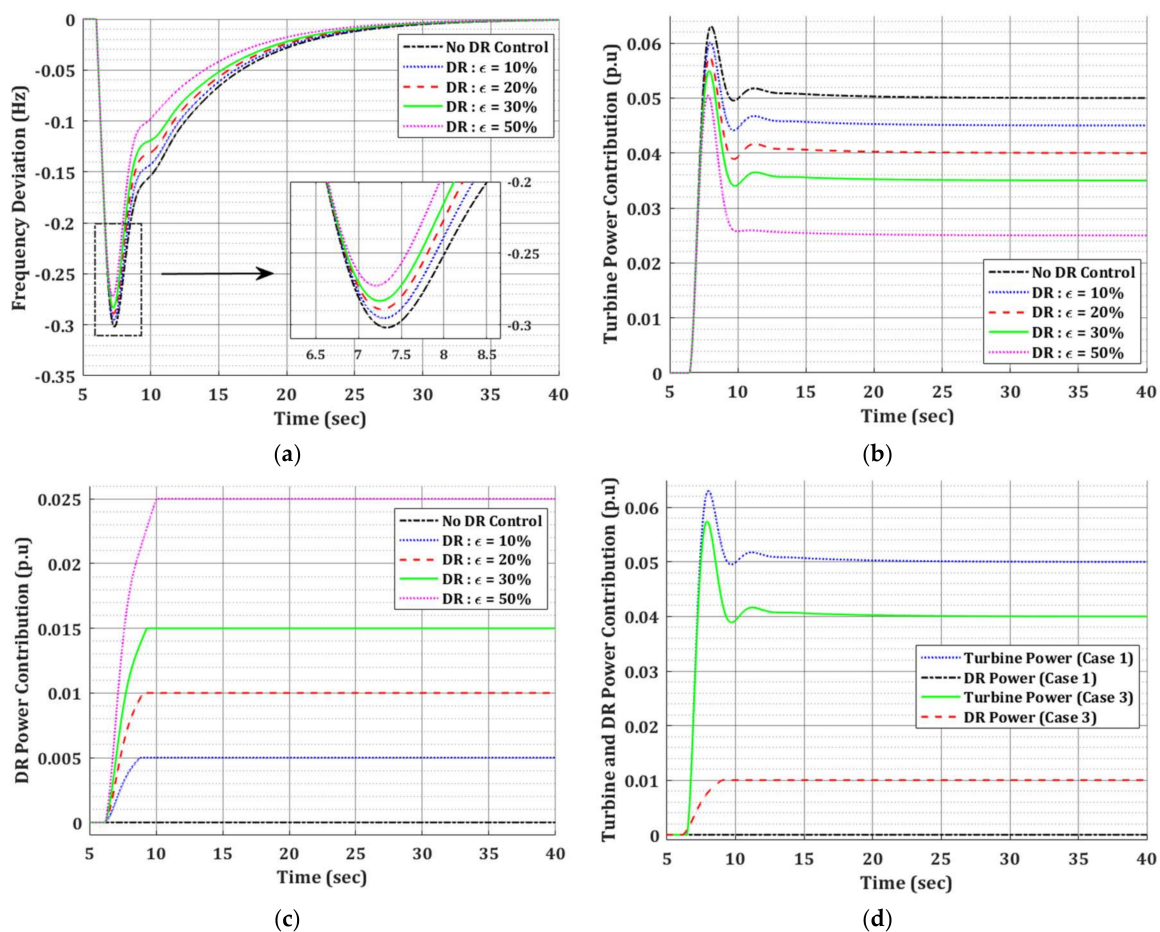 0
-0.05
-0.1
-0.15
-0.2
-0.25
-0.3
-0.35
Frequency Deviation (Hz)
No DR Control
DR : ϵ = 10%
DR : ϵ = 20%
DR : ϵ = 30%
DR : ϵ = 50%
-0.2
-0.25
-0.3
6.5 7 7.5 8 8.5
5 10 15 20 25 30 35 40
Time (sec)
(a)
0.06
0.05
0.04
0.03
0.02
0.01
0
Turbine Power Contribution (p.u)
No DR Control
DR : ϵ = 10%
DR : ϵ = 20%
DR : ϵ = 30%
DR : ϵ = 50%
5 10 15 20 25 30 35 40
Time (sec)
(b)
0.025
0.02
0.015
0.01
0.005
0
DR Power Contribution (p.u)
No DR Control
DR : ϵ = 10%
DR : ϵ = 20%
DR : ϵ = 30%
DR : ϵ = 50%
5 10 15 20 25 30 35 40
Time (sec)
(c)
0.06
0.05
0.04
0.03
0.02
0.01
0
Turbine and DR Power Contribution (p.u)
Turbine Power (Case 1)
DR Power (Case 1)
Turbine Power (Case 3)
DR Power (Case 3)
5 10 15 20 25 30 35 40
Time (sec)
(d)